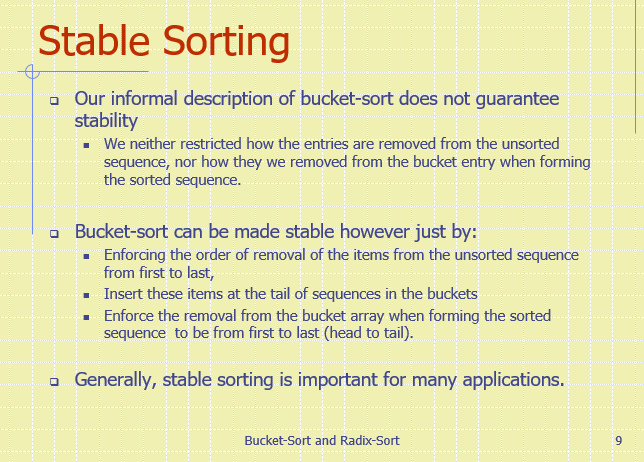 Stable Sorting
Our informal description of bucket-sort does not guarantee
stability
We neither restricted how the entries are removed from the unsorted
sequence, nor how they we removed from the bucket entry when forming
the sorted sequence.
Bucket-sort can be made stable however just by:
Enforcing the order of removal of the items from the unsorted sequence
from first to last,
Insert these items at the tail of sequences in the buckets
Enforce the removal from the bucket array when forming the sorted
sequence to be from first to last (head to tail).
Generally, stable sorting is important for many applications.
Bucket-Sort and Radix-Sort
9